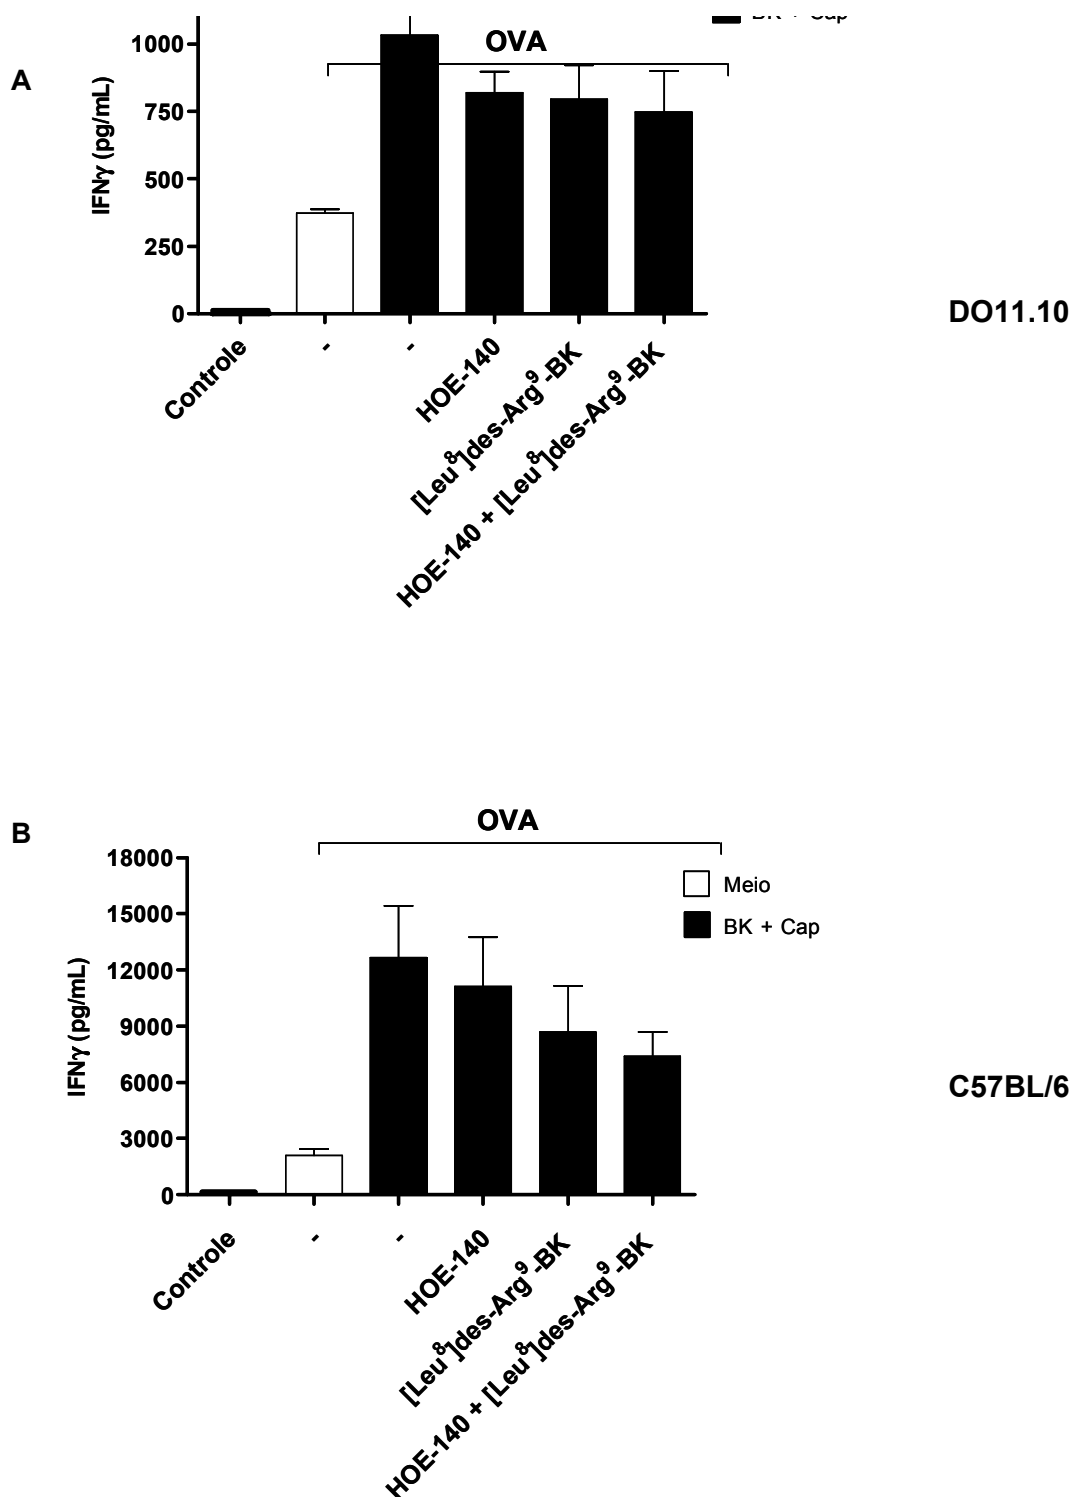 BK + Cap
OVA
A
1000
750
500
250
0
IFNγ (pg/mL)
DO11.10
Controle
-
-
HOE-140
[Leu⁸]des-Arg⁹-BK
HOE-140 + [Leu⁸]des-Arg⁹-BK
OVA
B
18000
15000
12000
9000
6000
3000
0
IFNγ (pg/mL)
Meio
BK + Cap
C57BL/6
Controle
-
-
HOE-140
[Leu⁸]des-Arg⁹-BK
HOE-140 + [Leu⁸]des-Arg⁹-BK